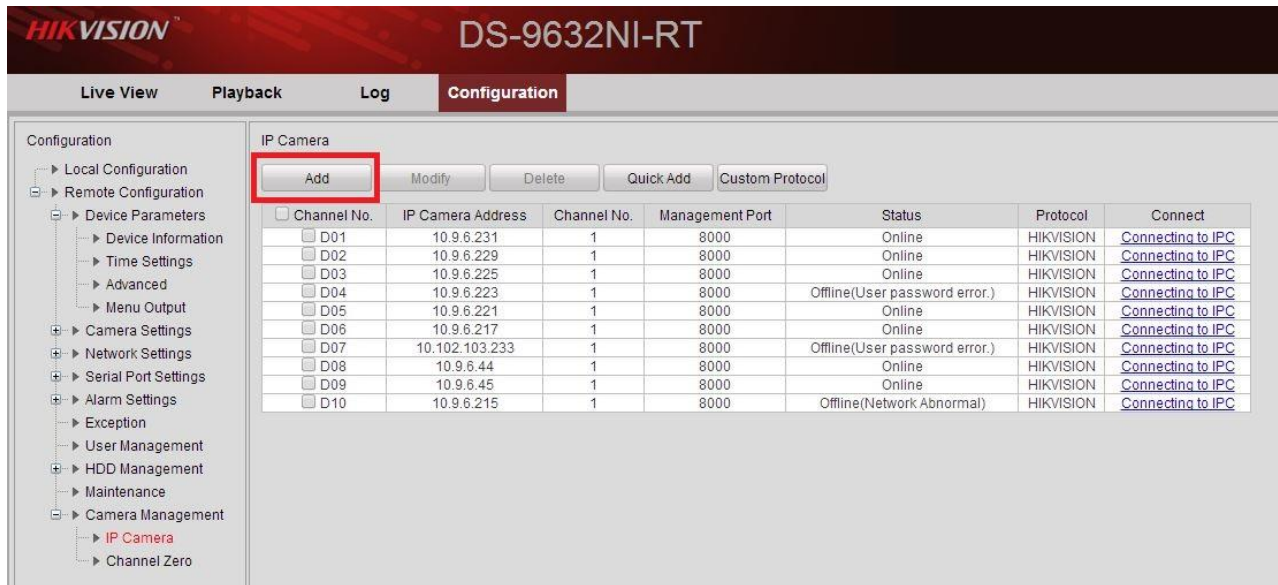 HIKVISION™ DS-9632NI-RT
Live View Playback Log Configuration
Configuration
Local Configuration
Remote Configuration
Device Parameters
Device Information
Time Settings
Advanced
Menu Output
Camera Settings
Network Settings
Serial Port Settings
Alarm Settings
Exception
User Management
HDD Management
Maintenance
Camera Management
IP Camera
Channel Zero
IP Camera
Add Modify Delete Quick Add Custom Protocol
Channel No. IP Camera Address Channel No. Management Port Status Protocol Connect
D01 10.9.6.231 1 8000 Online HIKVISION Connecting to IPC
D02 10.9.6.229 1 8000 Online HIKVISION Connecting to IPC
D03 10.9.6.225 1 8000 Online HIKVISION Connecting to IPC
D04 10.9.6.223 1 8000 Offline(User password error.) HIKVISION Connecting to IPC
D05 10.9.6.221 1 8000 Online HIKVISION Connecting to IPC
D06 10.9.6.217 1 8000 Online HIKVISION Connecting to IPC
D07 10.102.103.233 1 8000 Offline(User password error.) HIKVISION Connecting to IPC
D08 10.9.6.44 1 8000 Online HIKVISION Connecting to IPC
D09 10.9.6.45 1 8000 Online HIKVISION Connecting to IPC
D10 10.9.6.215 1 8000 Offline(Network Abnormal) HIKVISION Connecting to IPC